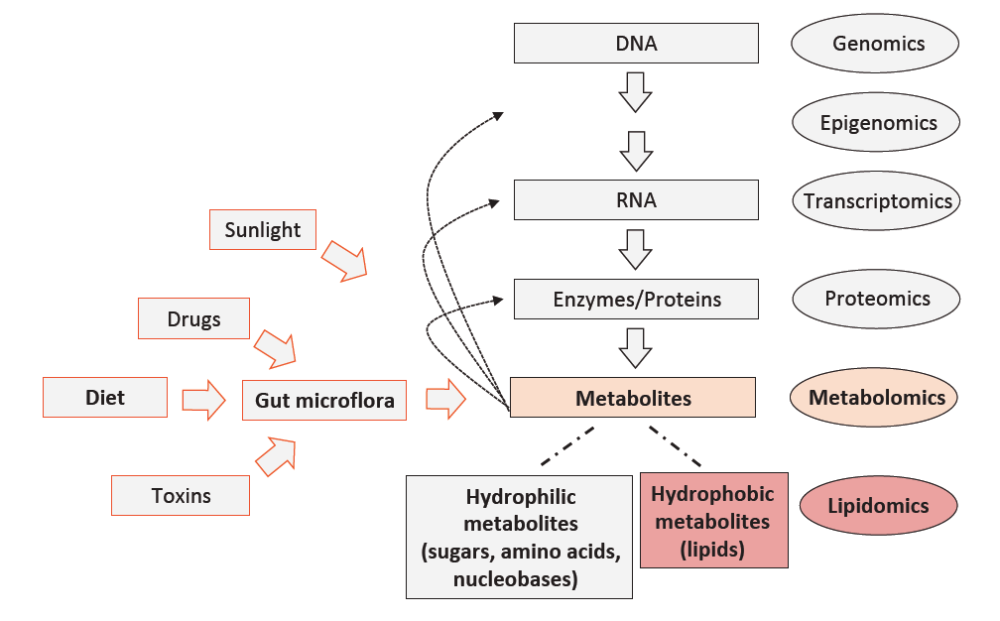 DNA
Genomics
Epigenomics
RNA
Transcriptomics
Sunlight
Enzymes/Proteins
Proteomics
Drugs
Diet
Gut microflora
Metabolites
Metabolomics
Toxins
Hydrophilic
metabolites
(sugars, amino acids,
nucleobases)
Hydrophobic
metabolites
(lipids)
Lipidomics